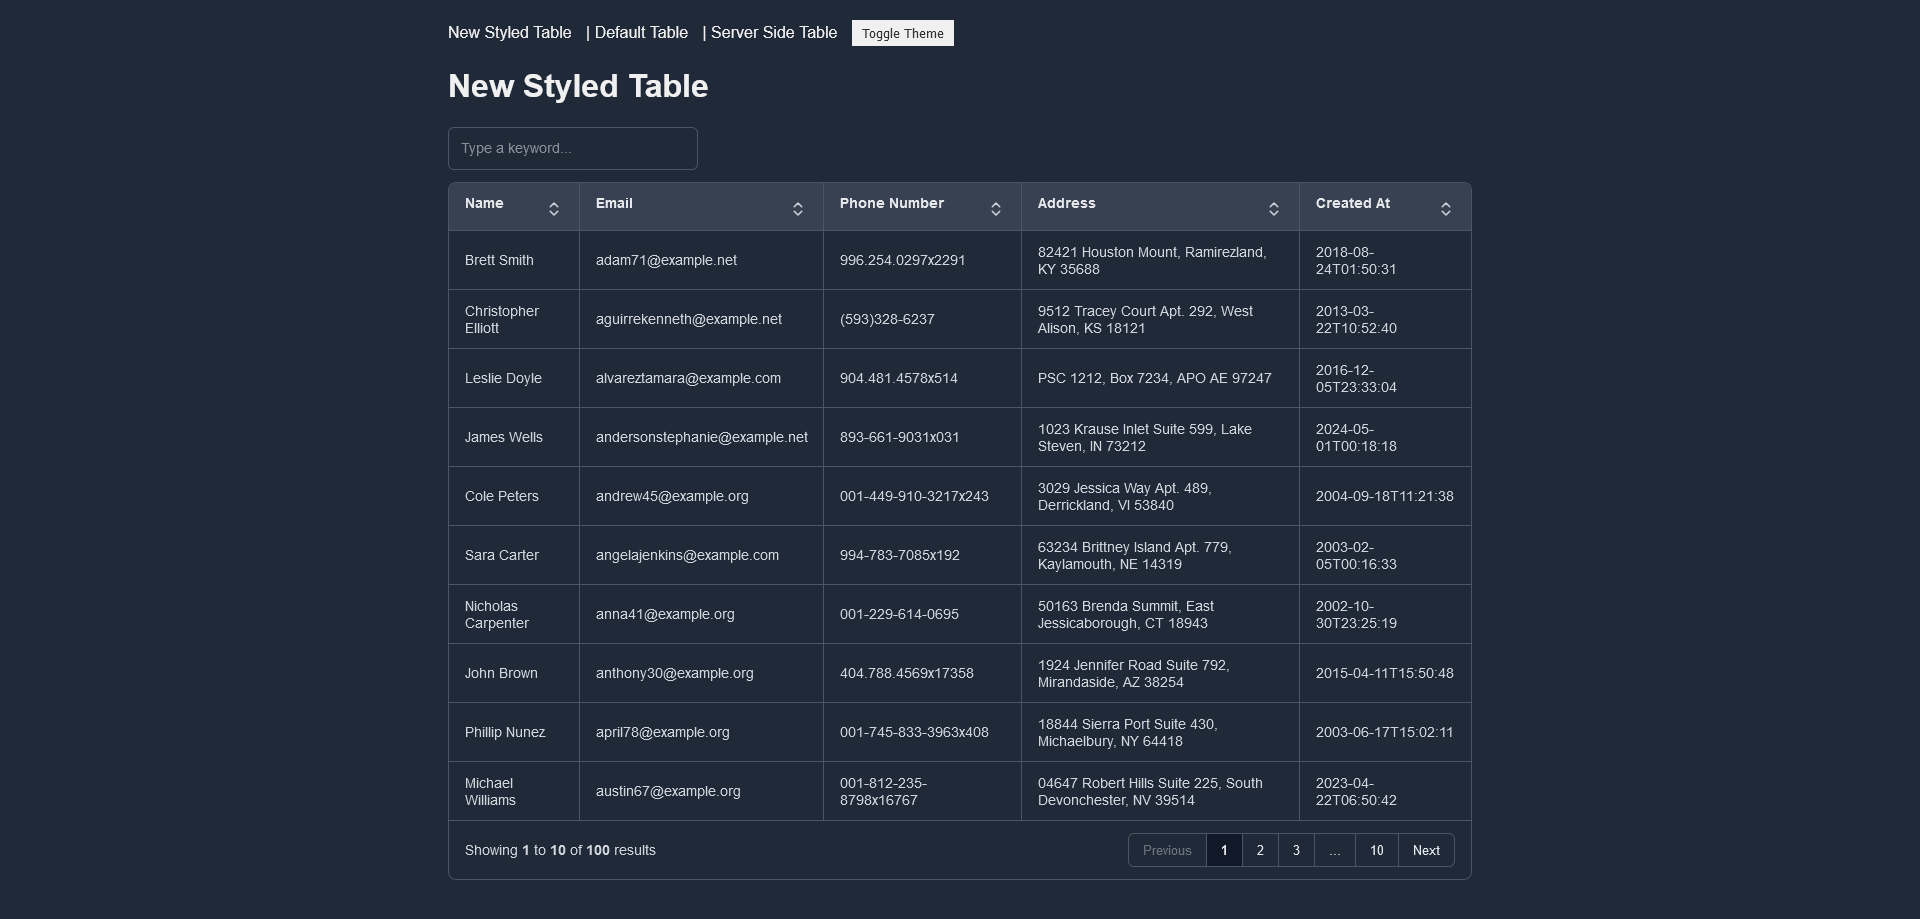 New Styled Table | Default Table | Server Side Table Toggle Theme
New Styled Table
Type a keyword...
Name Email Phone Number Address Created At
Brett Smith adam71@example.net 996.254.0297x2291 82421 Houston Mount, Ramirezland, KY 35688 2018-08-24T01:50:31
Christopher Elliott aguirrekenneth@example.net (593)328-6237 9512 Tracey Court Apt. 292, West Alison, KS 18121 2013-03-22T10:52:40
Leslie Doyle alvareztamara@example.com 904.481.4578x514 PSC 1212, Box 7234, APO AE 97247 2016-12-05T23:33:04
James Wells andersonstephanie@example.net 893-661-9031x031 1023 Krause Inlet Suite 599, Lake Steven, IN 73212 2024-05-01T00:18:18
Cole Peters andrew45@example.org 001-449-910-3217x243 3029 Jessica Way Apt. 489, Derrickland, VI 53840 2004-09-18T11:21:38
Sara Carter angelajenkins@example.com 994-783-7085x192 63234 Brittney Island Apt. 779, Kaylamouth, NE 14319 2003-02-05T00:16:33
Nicholas Carpenter anna41@example.org 001-229-614-0695 50163 Brenda Summit, East Jessicaborough, CT 18943 2002-10-30T23:25:19
John Brown anthony30@example.org 404.788.4569x17358 1924 Jennifer Road Suite 792, Mirandaside, AZ 38254 2015-04-11T15:50:48
Phillip Nunez april78@example.org 001-745-833-3963x408 18844 Sierra Port Suite 430, Michaelbury, NY 64418 2003-06-17T15:02:11
Michael Williams austin67@example.org 001-812-235-8798x16767 04647 Robert Hills Suite 225, South Devonchester, NV 39514 2023-04-22T06:50:42
Showing 1 to 10 of 100 results Previous 1 2 3 ... 10 Next